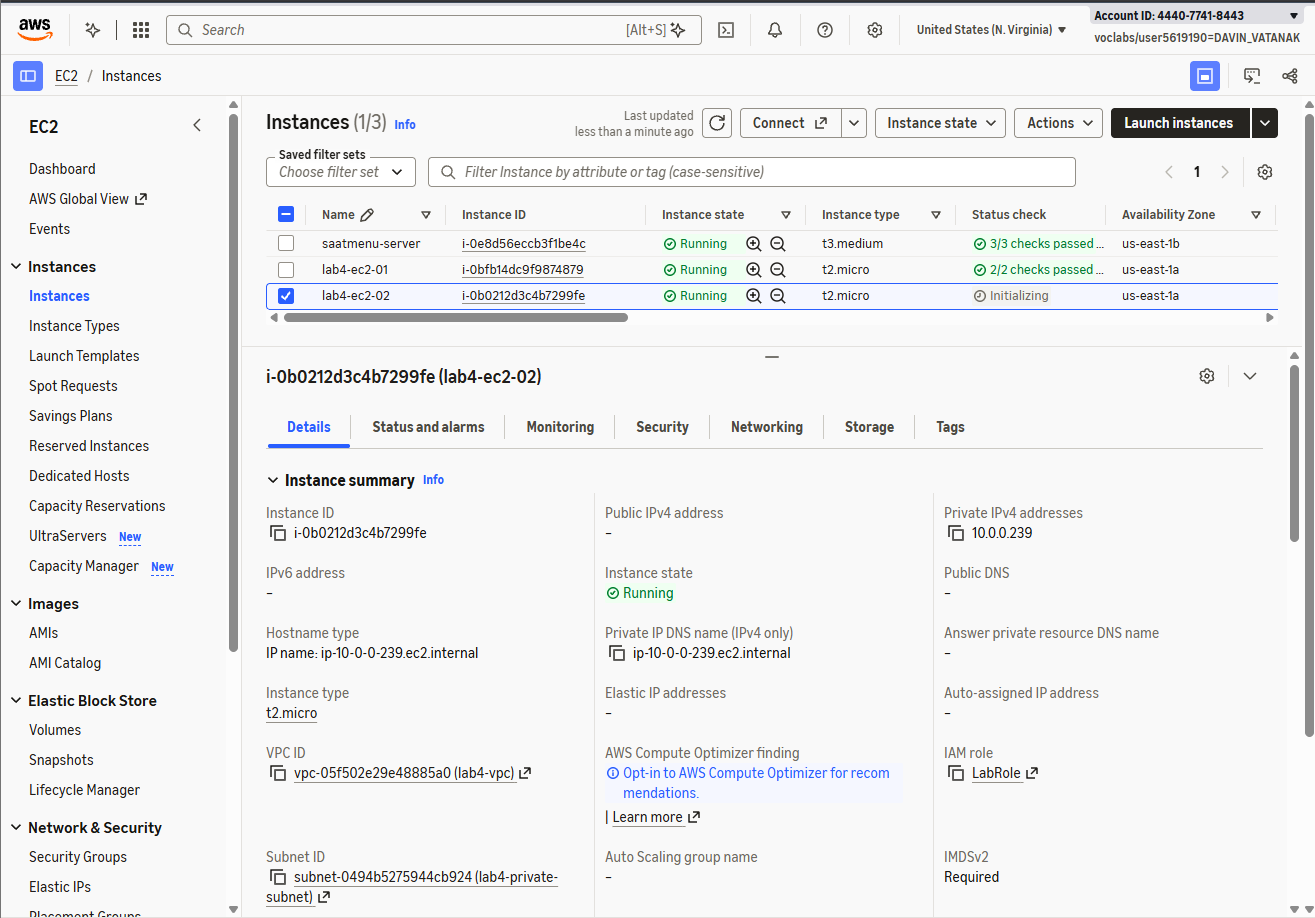 aws
Search
[Alt+S]
United States (N. Virginia)
Account ID: 4440-7741-8443
voclabs/user5619190=DAVIN_VATANAK
EC2 / Instances
EC2
Dashboard
AWS Global View
Events
Instances
Instances
Instance Types
Launch Templates
Spot Requests
Savings Plans
Reserved Instances
Dedicated Hosts
Capacity Reservations
UltraServers New
Capacity Manager New
Images
AMIs
AMI Catalog
Elastic Block Store
Volumes
Snapshots
Lifecycle Manager
Network & Security
Security Groups
Elastic IPs
Placement Groups
Instances (1/3) Info
Last updated
less than a minute ago
Connect
Instance state
Actions
Launch instances
Saved filter sets
Choose filter set
Filter Instance by attribute or tag (case-sensitive)
1
Name Instance ID Instance state Instance type Status check Availability Zone
saatmenu-server i-0e8d56eccb3f1be4c Running t3.medium 3/3 checks passed ... us-east-1b
lab4-ec2-01 i-0bfb14dc9f9874879 Running t2.micro 2/2 checks passed ... us-east-1a
lab4-ec2-02 i-0b0212d3c4b7299fe Running t2.micro Initializing us-east-1a
i-0b0212d3c4b7299fe (lab4-ec2-02)
Details Status and alarms Monitoring Security Networking Storage Tags
Instance summary Info
Instance ID
i-0b0212d3c4b7299fe
Public IPv4 address
–
Private IPv4 addresses
10.0.0.239
IPv6 address
–
Instance state
Running
Public DNS
–
Hostname type
IP name: ip-10-0-0-239.ec2.internal
Private IP DNS name (IPv4 only)
ip-10-0-0-239.ec2.internal
Answer private resource DNS name
–
Instance type
t2.micro
Elastic IP addresses
–
Auto-assigned IP address
–
VPC ID
vpc-05f502e29e48885a0 (lab4-vpc)
AWS Compute Optimizer finding
Opt-in to AWS Compute Optimizer for recom
mendations.
| Learn more
IAM role
LabRole
Subnet ID
subnet-0494b5275944cb924 (lab4-private-
subnet)
Auto Scaling group name
–
IMDSv2
Required